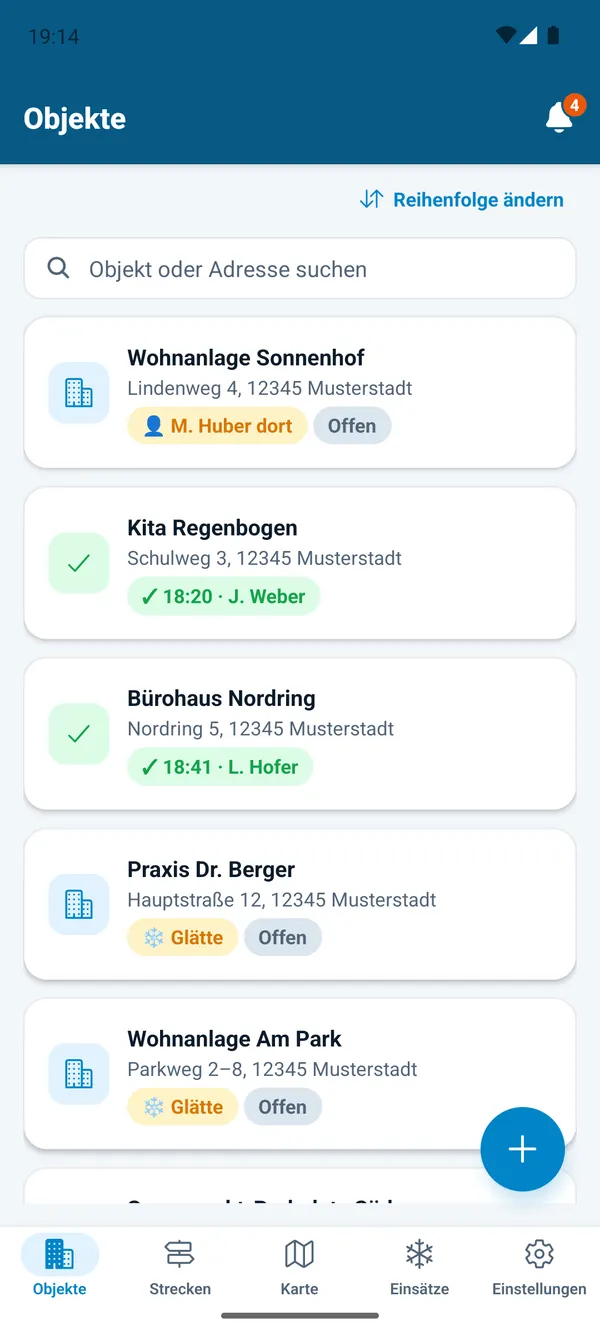 19:14
Objekte
4
Reihenfolge ändern
Objekt oder Adresse suchen
Wohnanlage Sonnenhof
Lindenweg 4, 12345 Musterstadt
👤 M. Huber dort Offen
Kita Regenbogen
Schulweg 3, 12345 Musterstadt
✓ 18:20 · J. Weber
Bürohaus Nordring
Nordring 5, 12345 Musterstadt
✓ 18:41 · L. Hofer
Praxis Dr. Berger
Hauptstraße 12, 12345 Musterstadt
❄️ Glätte Offen
Wohnanlage Am Park
Parkweg 2–8, 12345 Musterstadt
❄️ Glätte Offen
Objekte Strecken Karte Einsätze Einstellungen